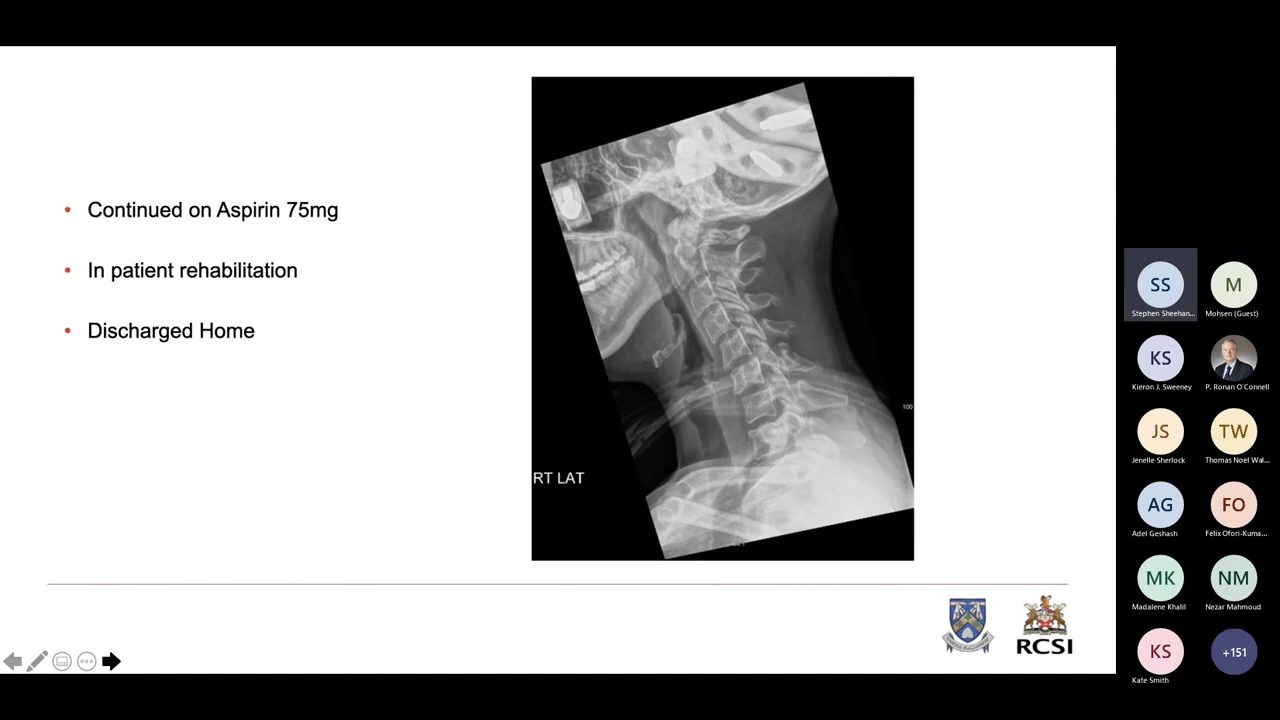 Continued on Aspirin 75mg
In patient rehabilitation
Discharged Home
RT LAT
100
RCSI
SS
Stephen Sheehan...
M
Mohsen (Guest)
KS
Kieron J. Sweeney
P. Ronan O'Connell
JS
Jenelle Sherlock
TW
Thomas Noel Wal...
AG
Adel Geshash
FO
Felix Ofori-Kuma...
MK
Madalene Khalil
NM
Nezar Mahmoud
KS
Kate Smith
+151